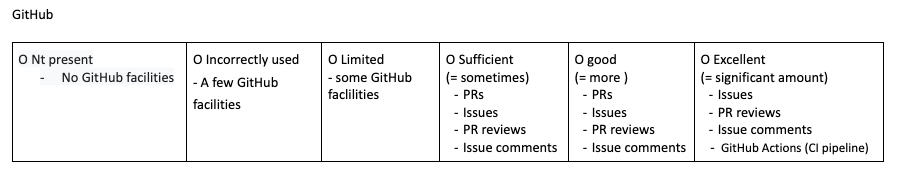 GitHub
O Nt present
- No GitHub facilities
O Incorrectly used
- A few GitHub
facilities
O Limited
- some GitHub
faclilities
O Sufficient
(= sometimes)
- PRs
- Issues
- PR reviews
- Issue comments
O good
(= more )
- PRs
- Issues
- PR reviews
- Issue comments
O Excellent
(= significant amount)
- Issues
- PR reviews
- Issue comments
- GitHub Actions (CI pipeline)